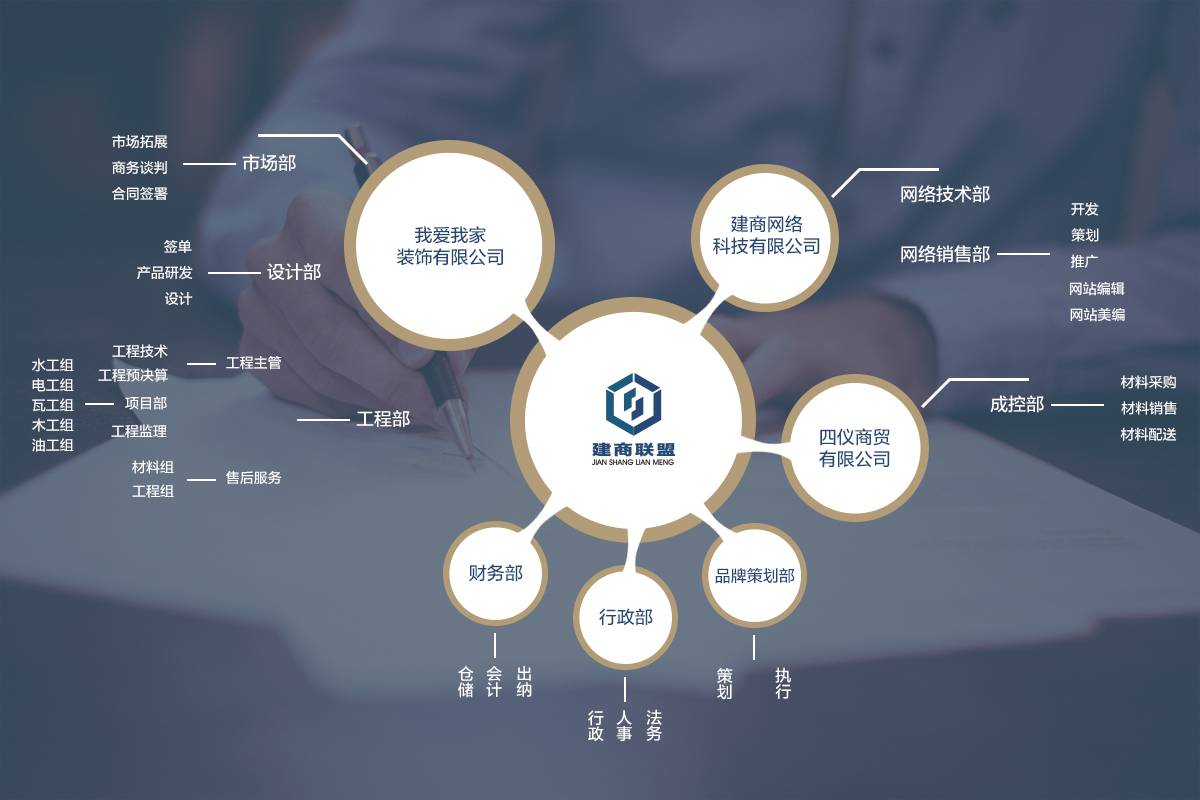 市场拓展
商务谈判
合同签署
市场部
签单
产品研发
设计
设计部
工程技术
工程预决算
工程主管
水工组
电工组
瓦工组
木工组
油工组
项目部
工程监理
工程部
材料组
工程组
售后服务
我爱我家
装饰有限公司
建商网络
科技有限公司
网络技术部
网络销售部
开发
策划
推广
网站编辑
网站美编
建商联盟
JIAN SHANG LIAN MENG
四仪商贸
有限公司
成控部
材料采购
材料销售
材料配送
财务部
仓储
会计
出纳
行政部
行政
人事
法务
品牌策划部
策划
执行